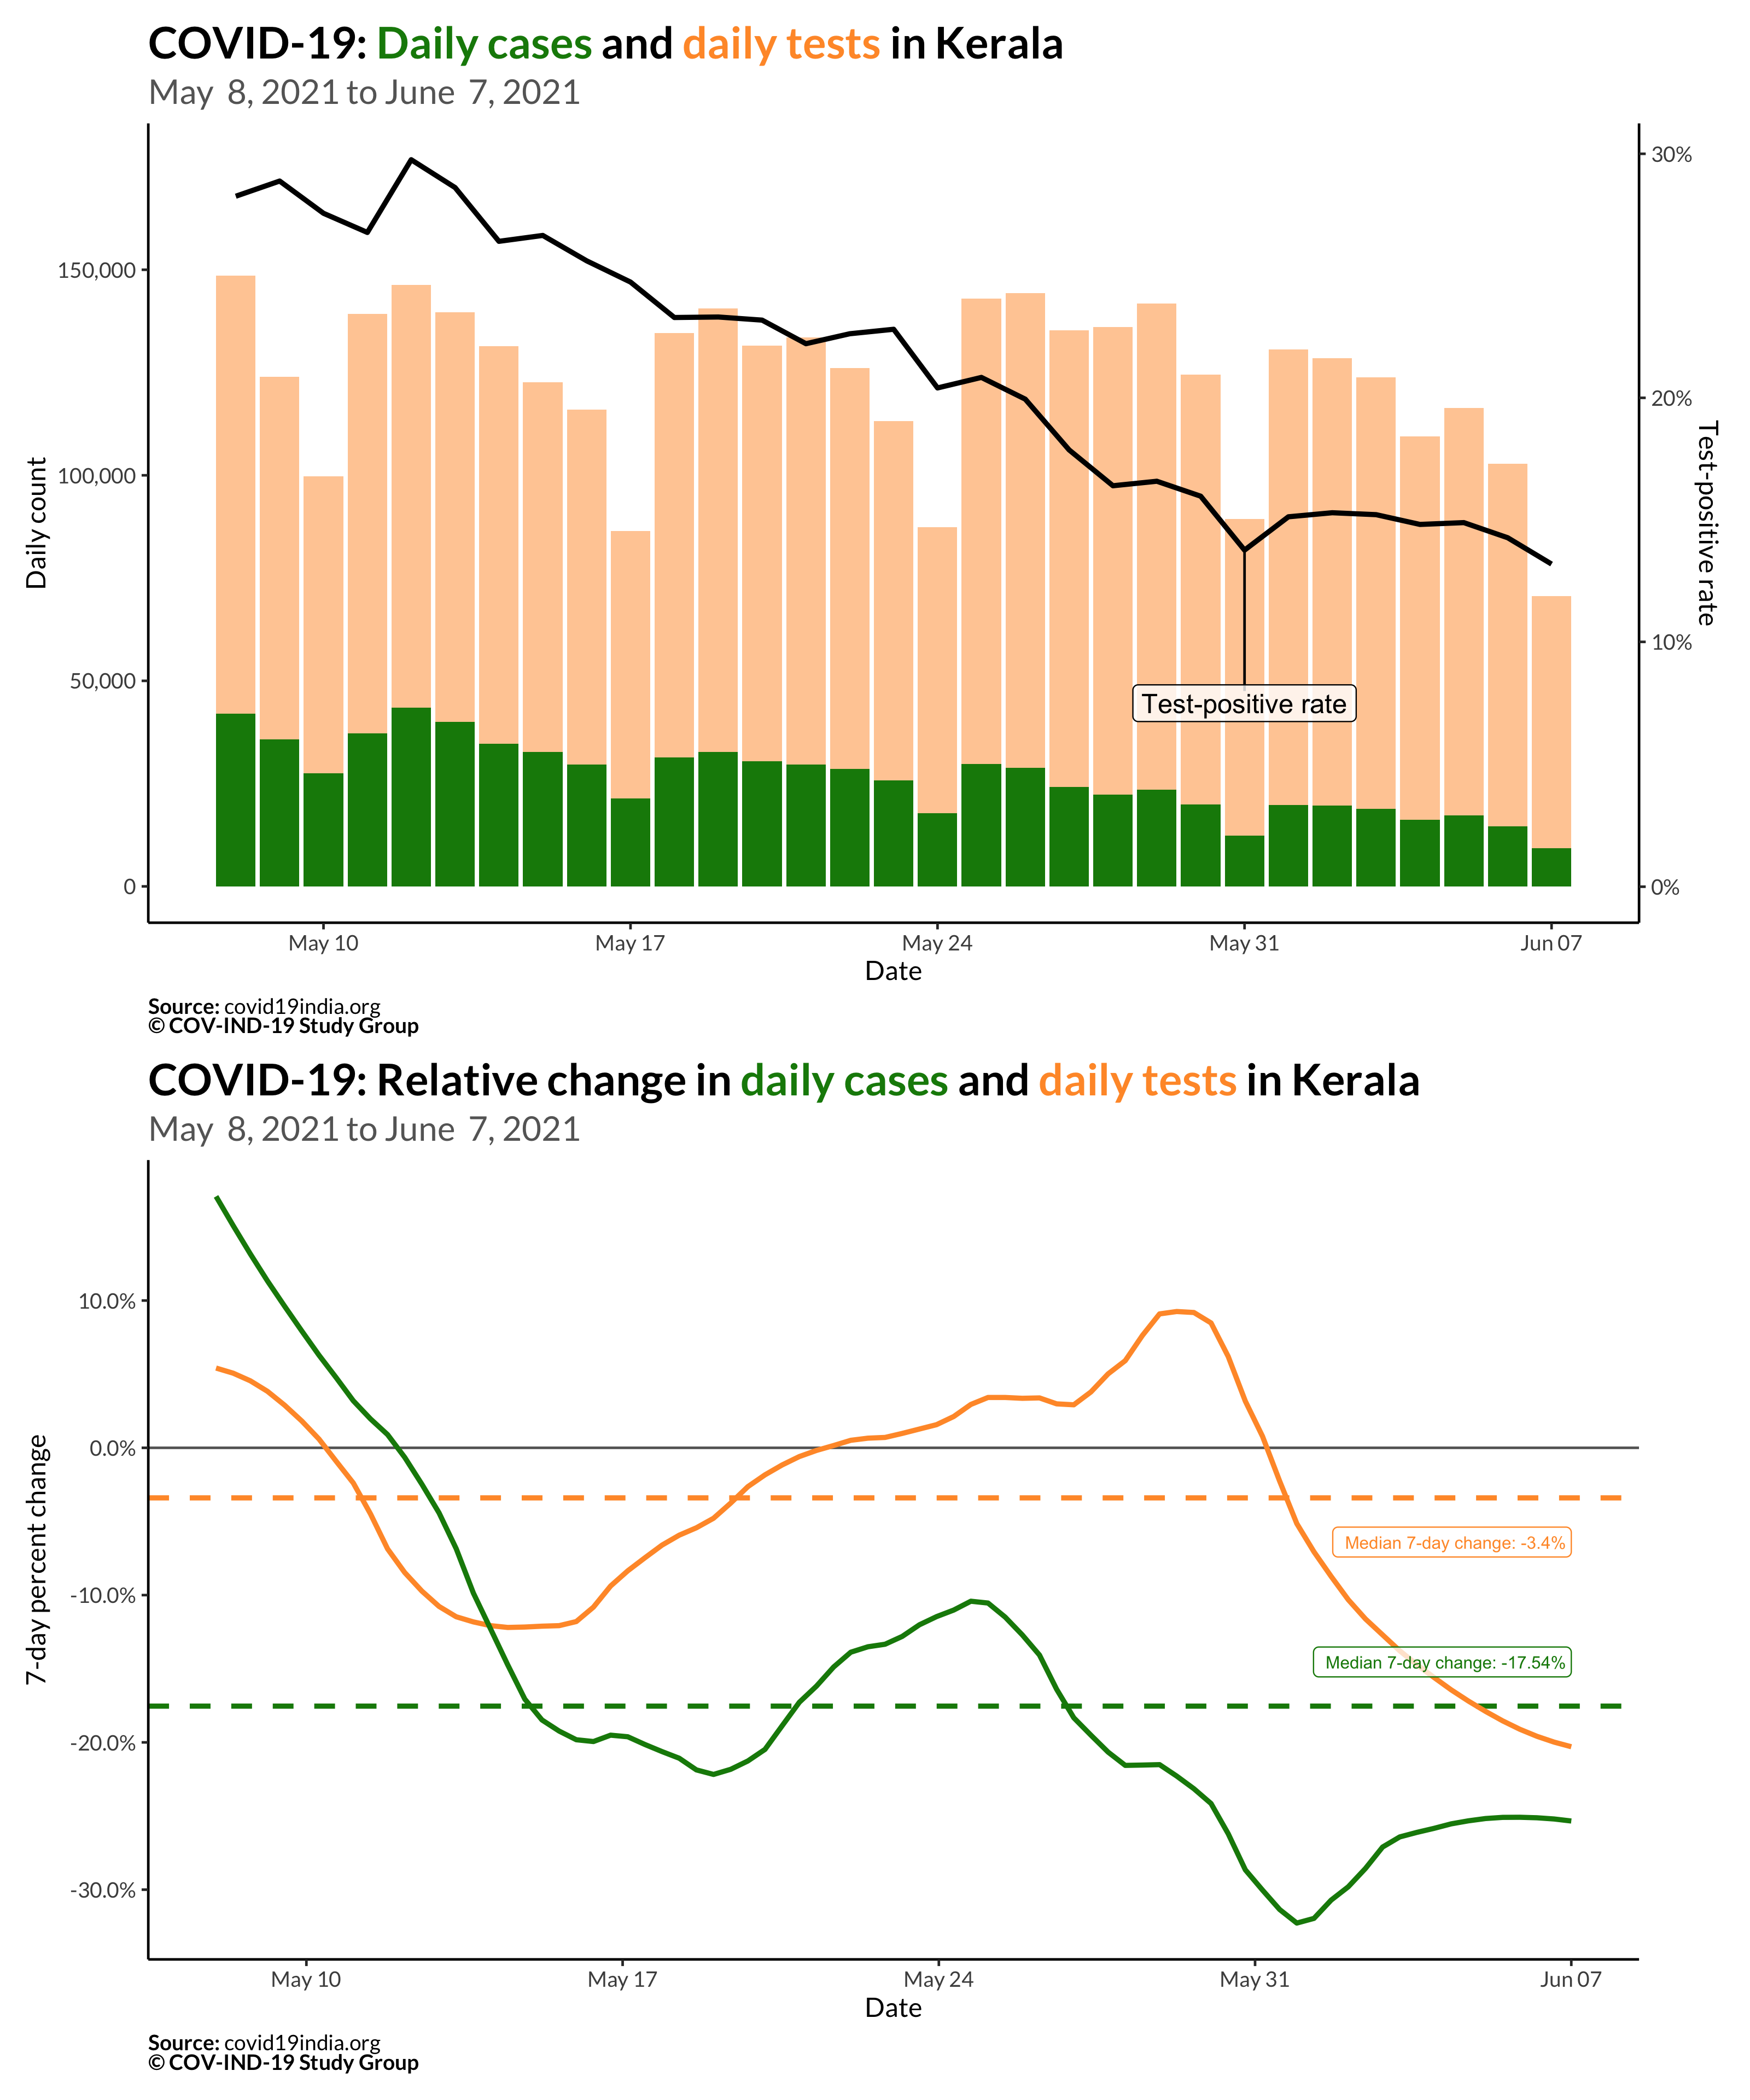 COVID-19: Daily cases and daily tests in Kerala
May  8, 2021 to June  7, 2021
30%
150,000
20%
100,000
Daily count
Test-positive rate
10%
50,000
Test-positive rate
0
0%
May 10
May 17
May 24
May 31
Jun 07
Date
Source: covid19india.org
© COV-IND-19 Study Group
COVID-19: Relative change in daily cases and daily tests in Kerala
May  8, 2021 to June  7, 2021
10.0%
0.0%
7-day percent change
Median 7-day change: -3.4%
-10.0%
Median 7-day change: -17.54%
-20.0%
-30.0%
May 10
May 17
May 24
May 31
Jun 07
Date
Source: covid19india.org
© COV-IND-19 Study Group